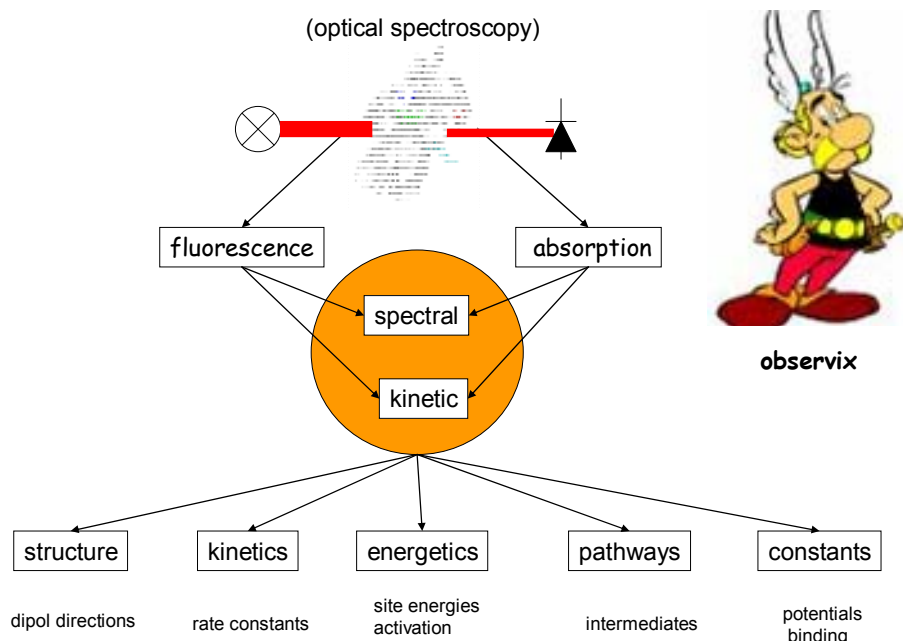 (optical spectroscopy)
fluorescence
absorption
spectral
kinetic
observix
structure
kinetics
energetics
pathways
constants
dipol directions
rate constants
site energies
activation
intermediates
potentials
binding